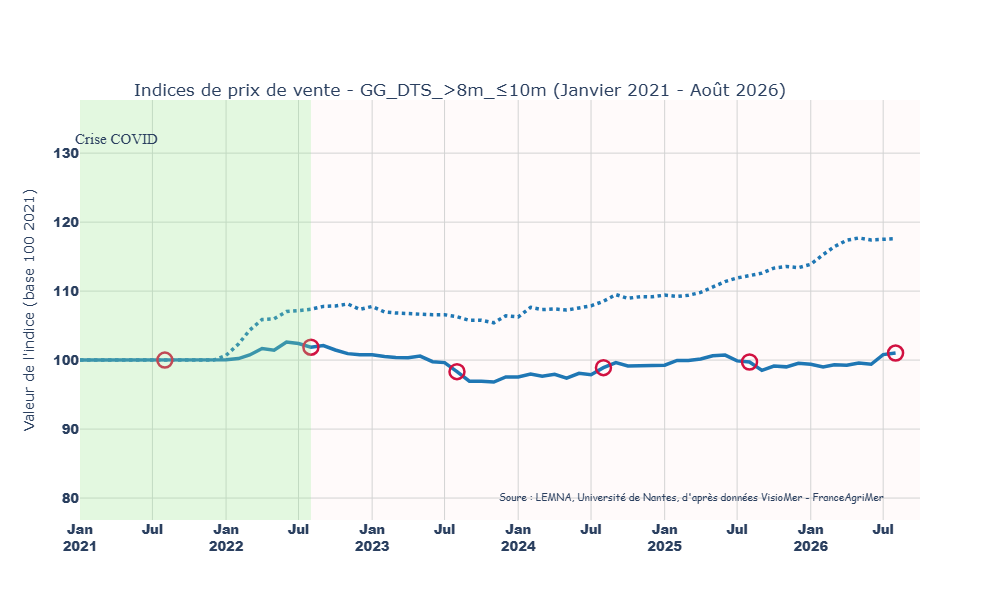 Indices de prix de vente - GG_DTS_>8m_≤10m (Janvier 2021 - Août 2026)
Crise COVID
130
120
110
100
90
80
Valeur de l'indice (base 100 2021)
Soure : LEMNA, Université de Nantes, d'après données VisioMer - FranceAgriMer
Jan Jul Jan Jul Jan Jul Jan Jul Jan Jul Jan Jul
2021 2022 2023 2024 2025 2026